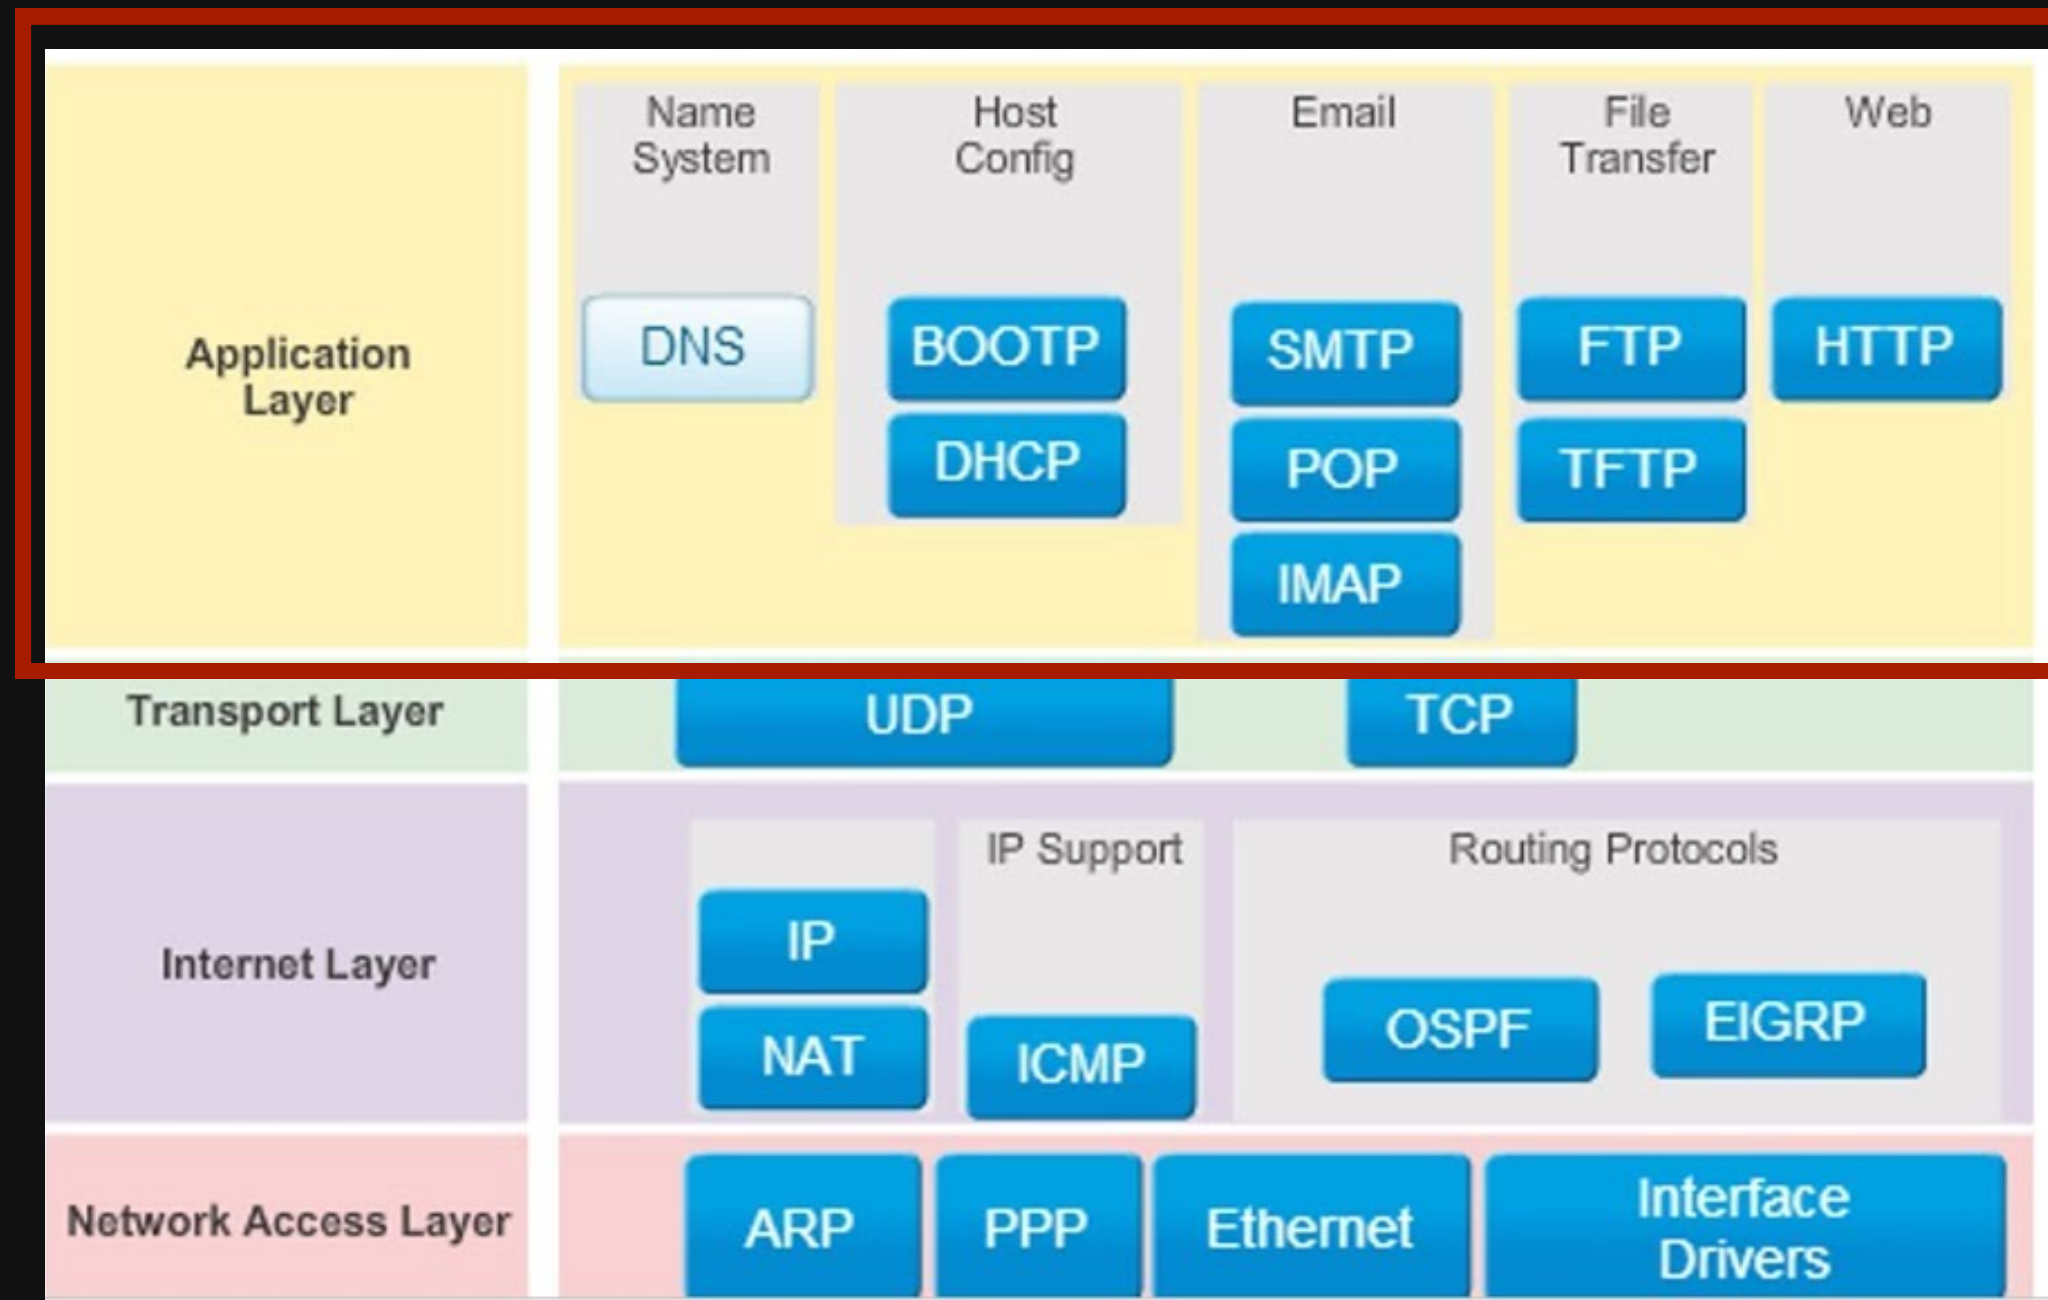 Name
System
Host
Config
Email
File
Transfer
Web
Application
Layer
DNS
BOOTP
SMTP
FTP
HTTP
DHCP
POP
TFTP
IMAP
Transport Layer
UDP
TCP
Internet Layer
IP Support
Routing Protocols
IP
NAT
ICMP
OSPF
EIGRP
Network Access Layer
ARP
PPP
Ethernet
Interface
Drivers